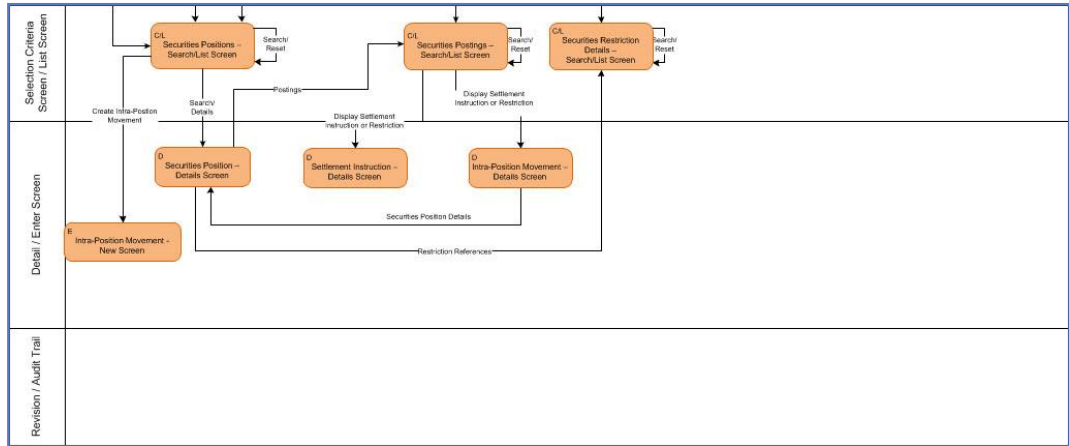 Selection Criteria
Screen / List Screen
C/L
Securities Positions –
Search/List Screen
Search/
Reset
C/L
Securities Postings –
Search/List Screen
Search/
Reset
C/L
Securities Restriction
Details –
Search/List Screen
Search/
Reset
Create Intra-Postion
Movement
Search/
Details
Postings
Display Settlement
Instruction or Restriction
Display Settlement
Instruction or Restriction
Detail / Enter Screen
D
Securities Position –
Details Screen
D
Settlement Instruction –
Details Screen
D
Intra-Position Movement –
Details Screen
Securities Position Details
E
Intra-Position Movement -
New Screen
Restriction References
Revision / Audit Trail